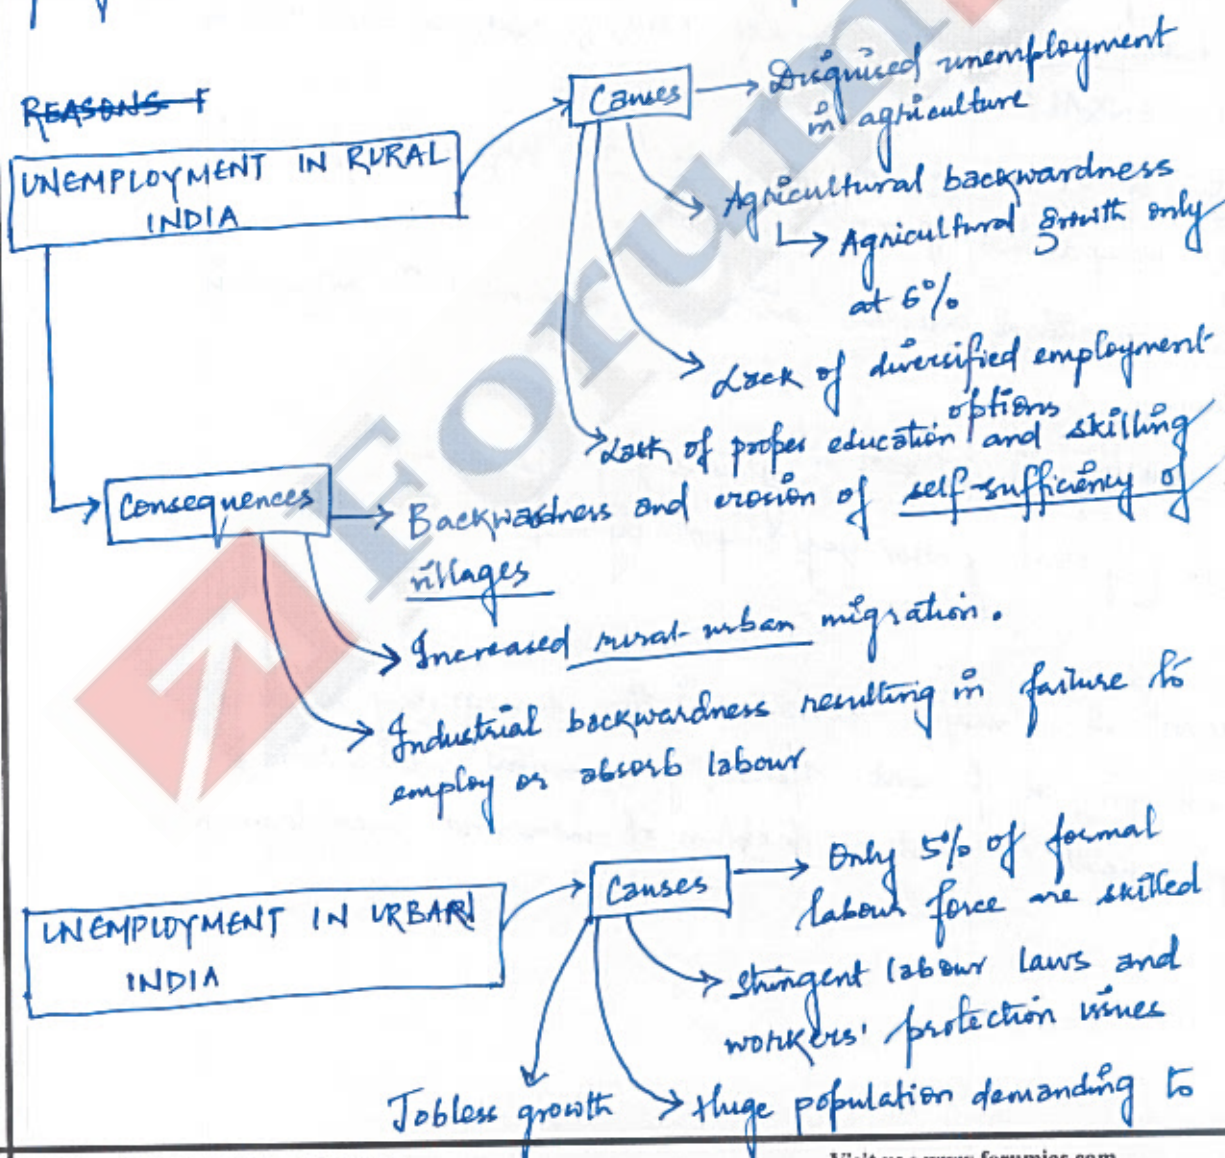 REASONS F
UNEMPLOYMENT IN RURAL
INDIA
Causes
Disguised unemployment
in agriculture
Agricultural backwardness
Agricultural growth only
at 6%
Lack of diversified employment
options
Lack of proper education and skilling
Consequences
Backwardness and erosion of self-sufficiency of
villages
Increased rural-urban migration.
Industrial backwardness resulting in failure to
employ or absorb labour
UNEMPLOYMENT IN URBAN
INDIA
Causes
Only 5% of formal
labour force are skilled
Stringent labour laws and
workers' protection issues
Huge population demanding to
Jobless growth
Forum